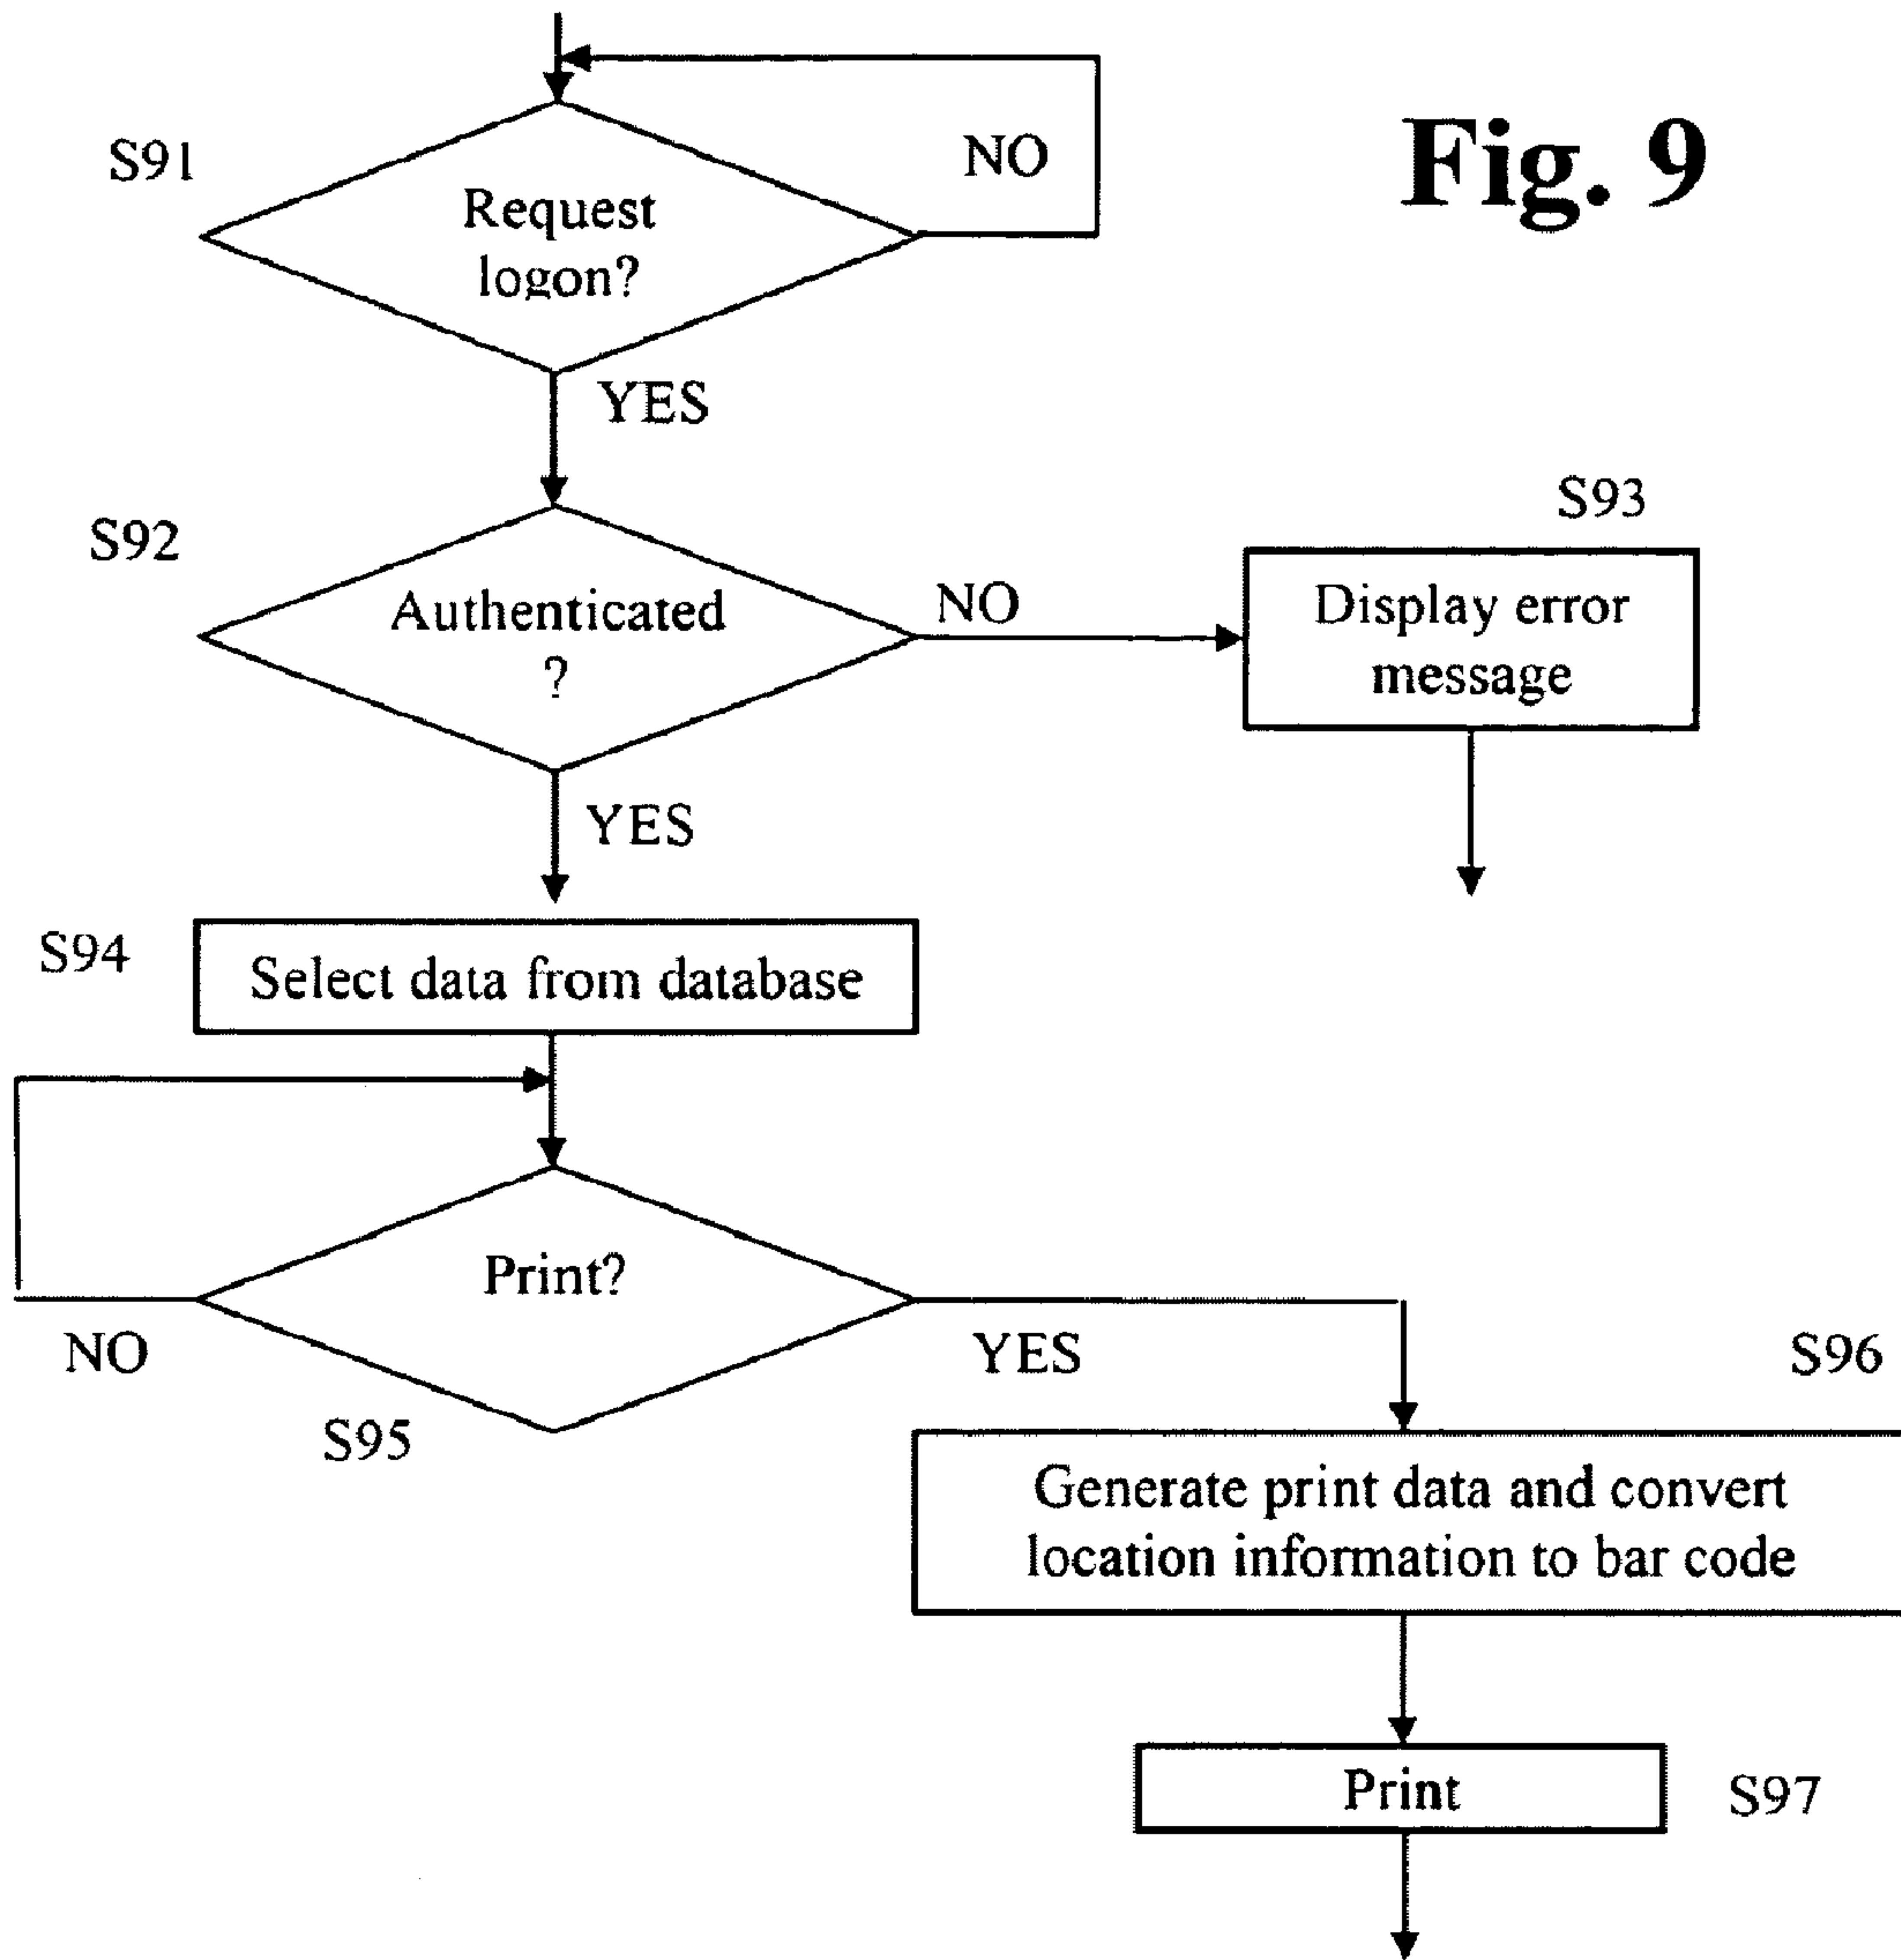 Fig. 9
S91
Request
logon?
NO
YES
S92
Authenticated
?
NO
S93
Display error
message
YES
S94
Select data from database
Print?
NO
YES
S95
S96
Generate print data and convert
location information to bar code
Print
S97